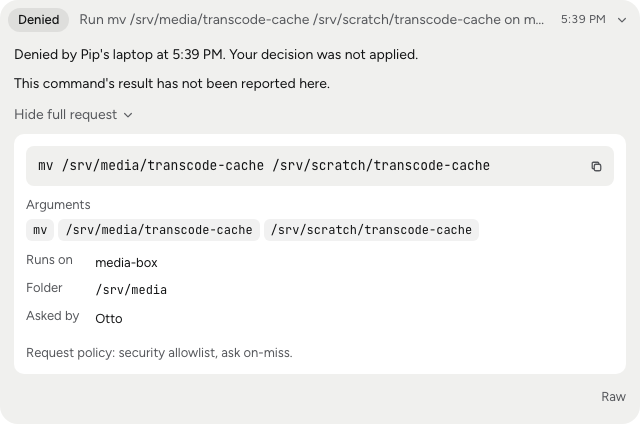 Denied Run mv /srv/media/transcode-cache /srv/scratch/transcode-cache on m... 5:39 PM
Denied by Pip's laptop at 5:39 PM. Your decision was not applied.
This command's result has not been reported here.
Hide full request
mv /srv/media/transcode-cache /srv/scratch/transcode-cache
Arguments
mv /srv/media/transcode-cache /srv/scratch/transcode-cache
Runs on media-box
Folder /srv/media
Asked by Otto
Request policy: security allowlist, ask on-miss.
Raw